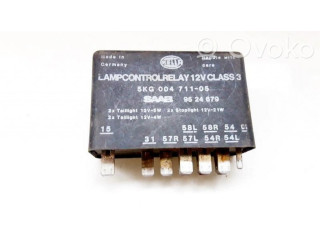 Ovoko
Made in
Germany
HELLA
LAMPCONTROLRELAY 12V CLASS 3
5KG 004 711-05
SAAB 95 24 679
2x Taillight 12V-5W 2x Stoplight 12V-21W
2x Taillight 12V-4W
15 58L 58R 54
31 57R 57L 54R 54L